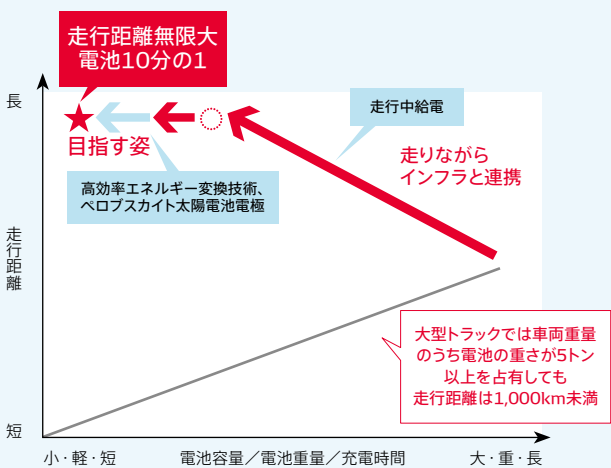 走行距離無限大
電池10分の1
長
走行中給電
目指す姿
走りながら
インフラと連携
高効率エネルギー変換技術、
ペロブスカイト太陽電池電極
走行距離
大型トラックでは車両重量
のうち電池の重さが5トン
以上を占有しても
走行距離は1,000km未満
短
小・軽・短
電池容量／電池重量／充電時間
大・重・長